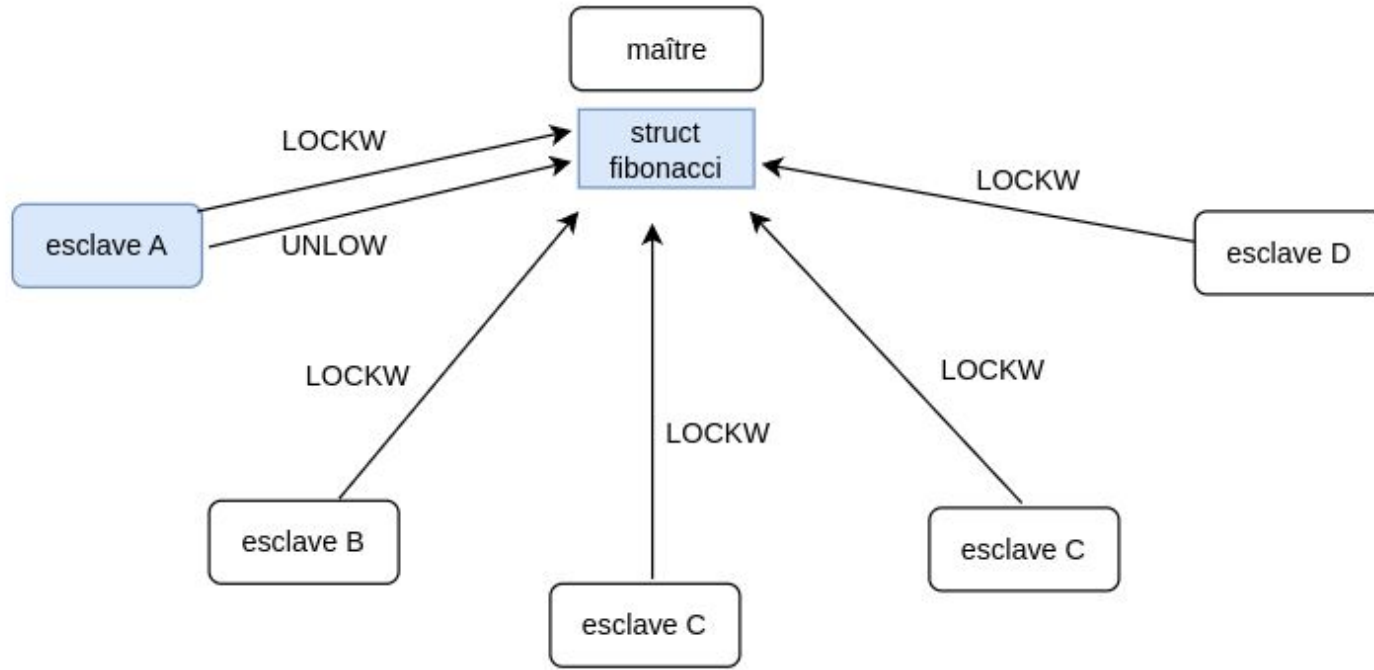 maître
struct
fibonacci
LOCKW
LOCKW
esclave A
UNLOW
esclave D
LOCKW
LOCKW
LOCKW
esclave B
esclave C
esclave C